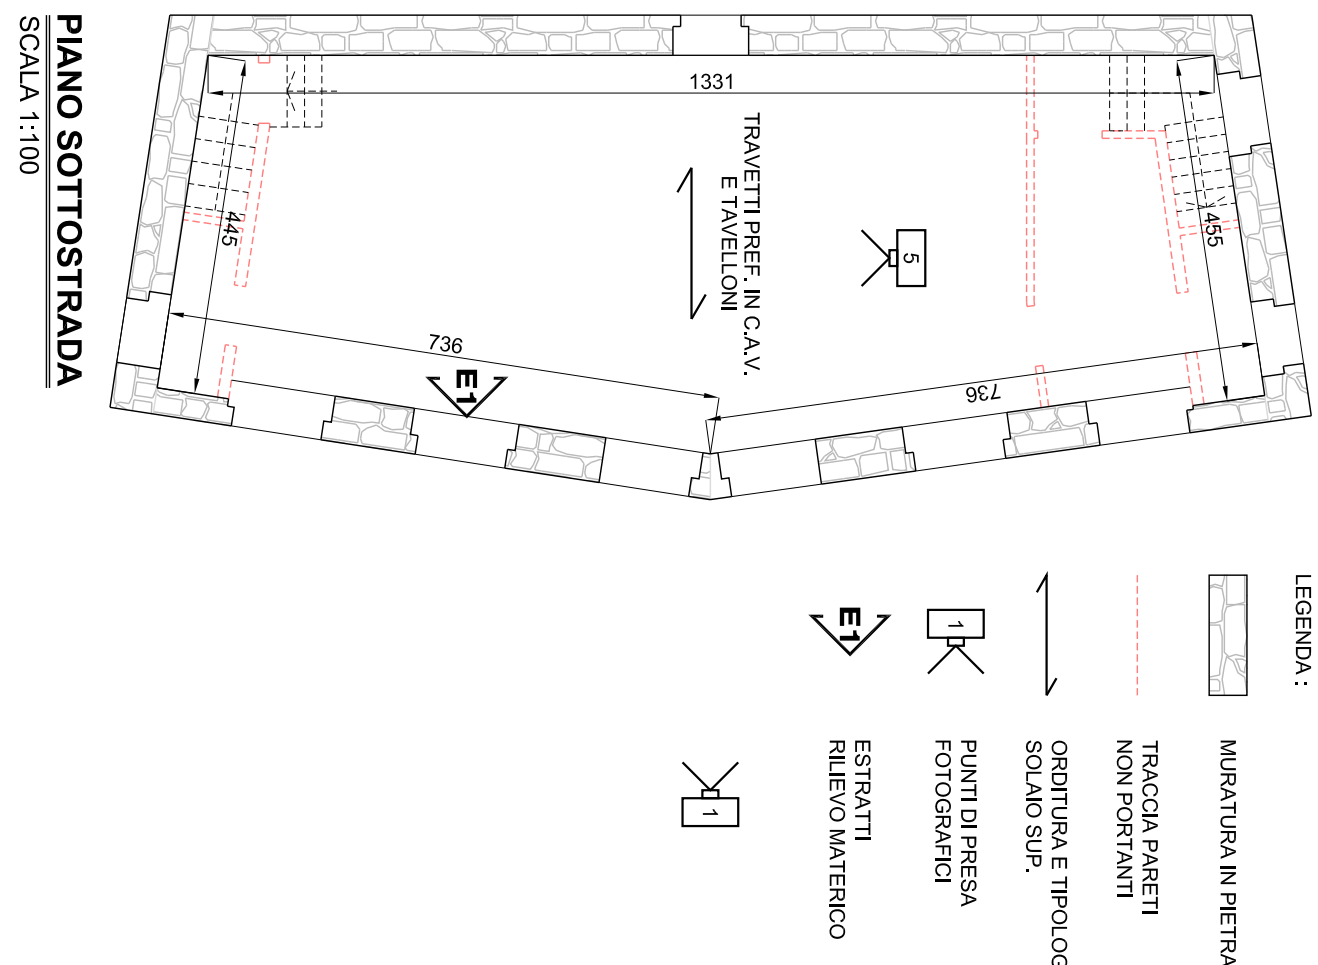 PIANO SOTTOSTRADA
SCALA 1:100
1331
445
455
736
736
TRAVETTI PREF. IN C.A.V.
E TAVELLONI
5
E1
LEGENDA :
MURATURA IN PIETRA
TRACCIA PARETI
NON PORTANTI
ORDITURA E TIPOLOG
SOLAIO SUP.
1
PUNTI DI PRESA
FOTOGRAFICI
E1
ESTRATTI
RILIEVO MATERICO
1